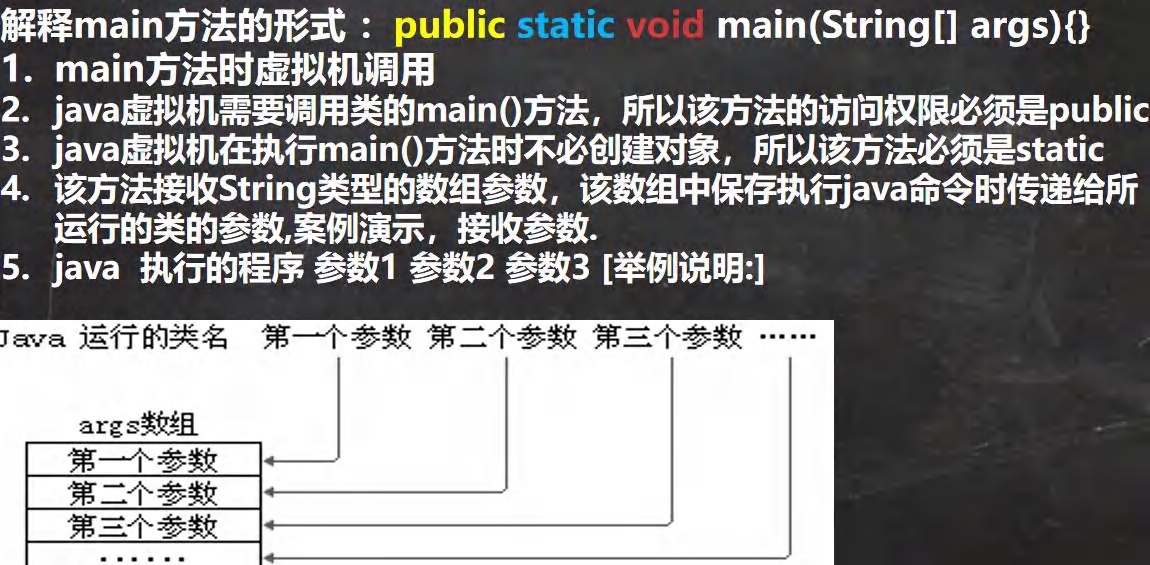 解释main方法的形式 ：public static void main(String[] args){}
1. main方法时虚拟机调用
2. java虚拟机需要调用类的main()方法，所以该方法的访问权限必须是public
3. java虚拟机在执行main()方法时不必创建对象，所以该方法必须是static
4. 该方法接收String类型的数组参数，该数组中保存执行java命令时传递给所
运行的类的参数,案例演示，接收参数.
5. java 执行的程序 参数1 参数2 参数3 [举例说明:]
Java 运行的类名 第一个参数 第二个参数 第三个参数 ……
args数组
第一个参数
第二个参数
第三个参数
……